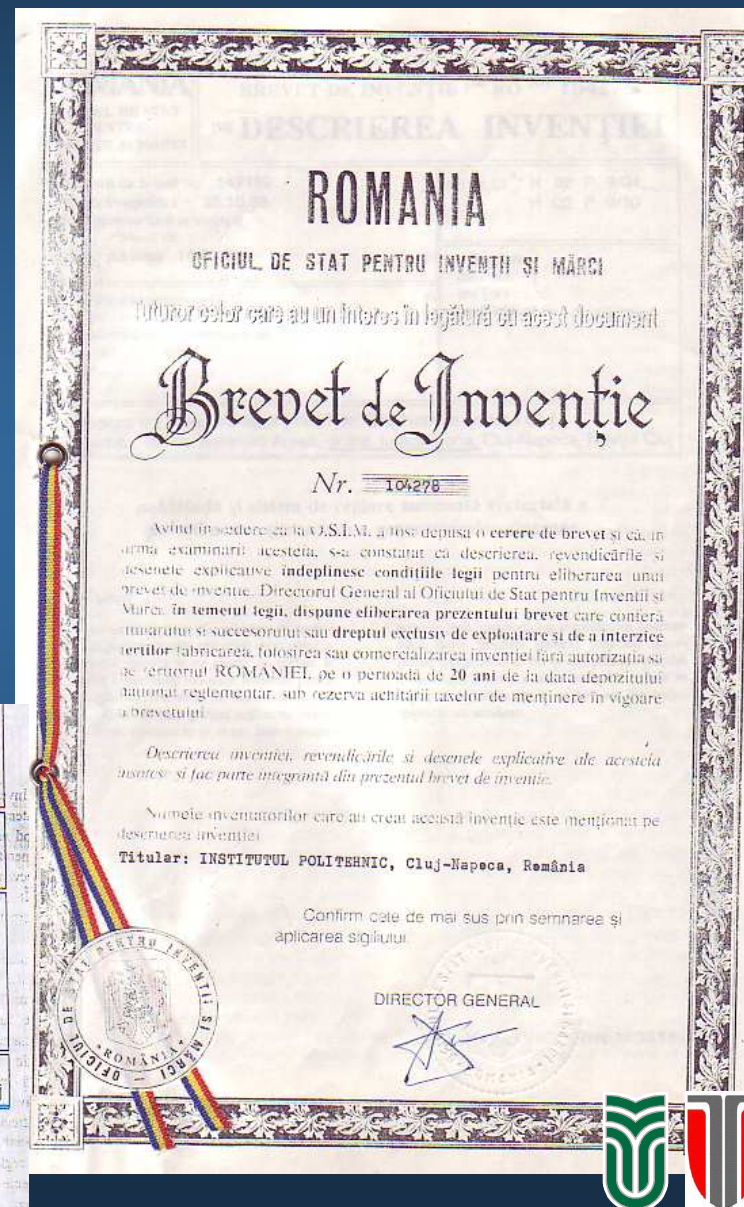 ROMANIA
OFICIUL DE STAT PENTRU INVENȚII ȘI MĂRCI
Tuturor celor care au un interes în legătură cu acest document
Brevet de Invenție
Nr. 104278
Avînd în vedere că la O.S.I.M. a fost depusă o cerere de brevet și că, în
urma examinării acesteia, s-a constatat că descrierea, revendicările și
desenele explicative îndeplinesc condițiile legii pentru eliberarea unui
brevet de invenție, Directorul General al Oficiului de Stat pentru Invenții și
Mărci, în temeiul legii, dispune eliberarea prezentului brevet care conferă
titularului și succesorului său dreptul exclusiv de exploatare și de a interzice
terților fabricarea, folosirea sau comercializarea invenției fără autorizația sa
pe teritoriul ROMÂNIEI, pe o perioadă de 20 ani de la data depozitului
național reglementar, sub rezerva achitării taxelor de menținere în vigoare
a brevetului.
Descrierea invenției, revendicările și desenele explicative ale acesteia
însoțesc și fac parte integrantă din prezentul brevet de invenție.
Numele inventatorilor care au creat această invenție este menționat pe
descrierea invenției
Titular: INSTITUTUL POLITEHNIC, Cluj-Napoca, România
Confirm cele de mai sus prin semnarea și
aplicarea sigiliului.
DIRECTOR GENERAL
OFICIUL DE STAT PENTRU INVENȚII ȘI MĂRCI
ROMÂNIA